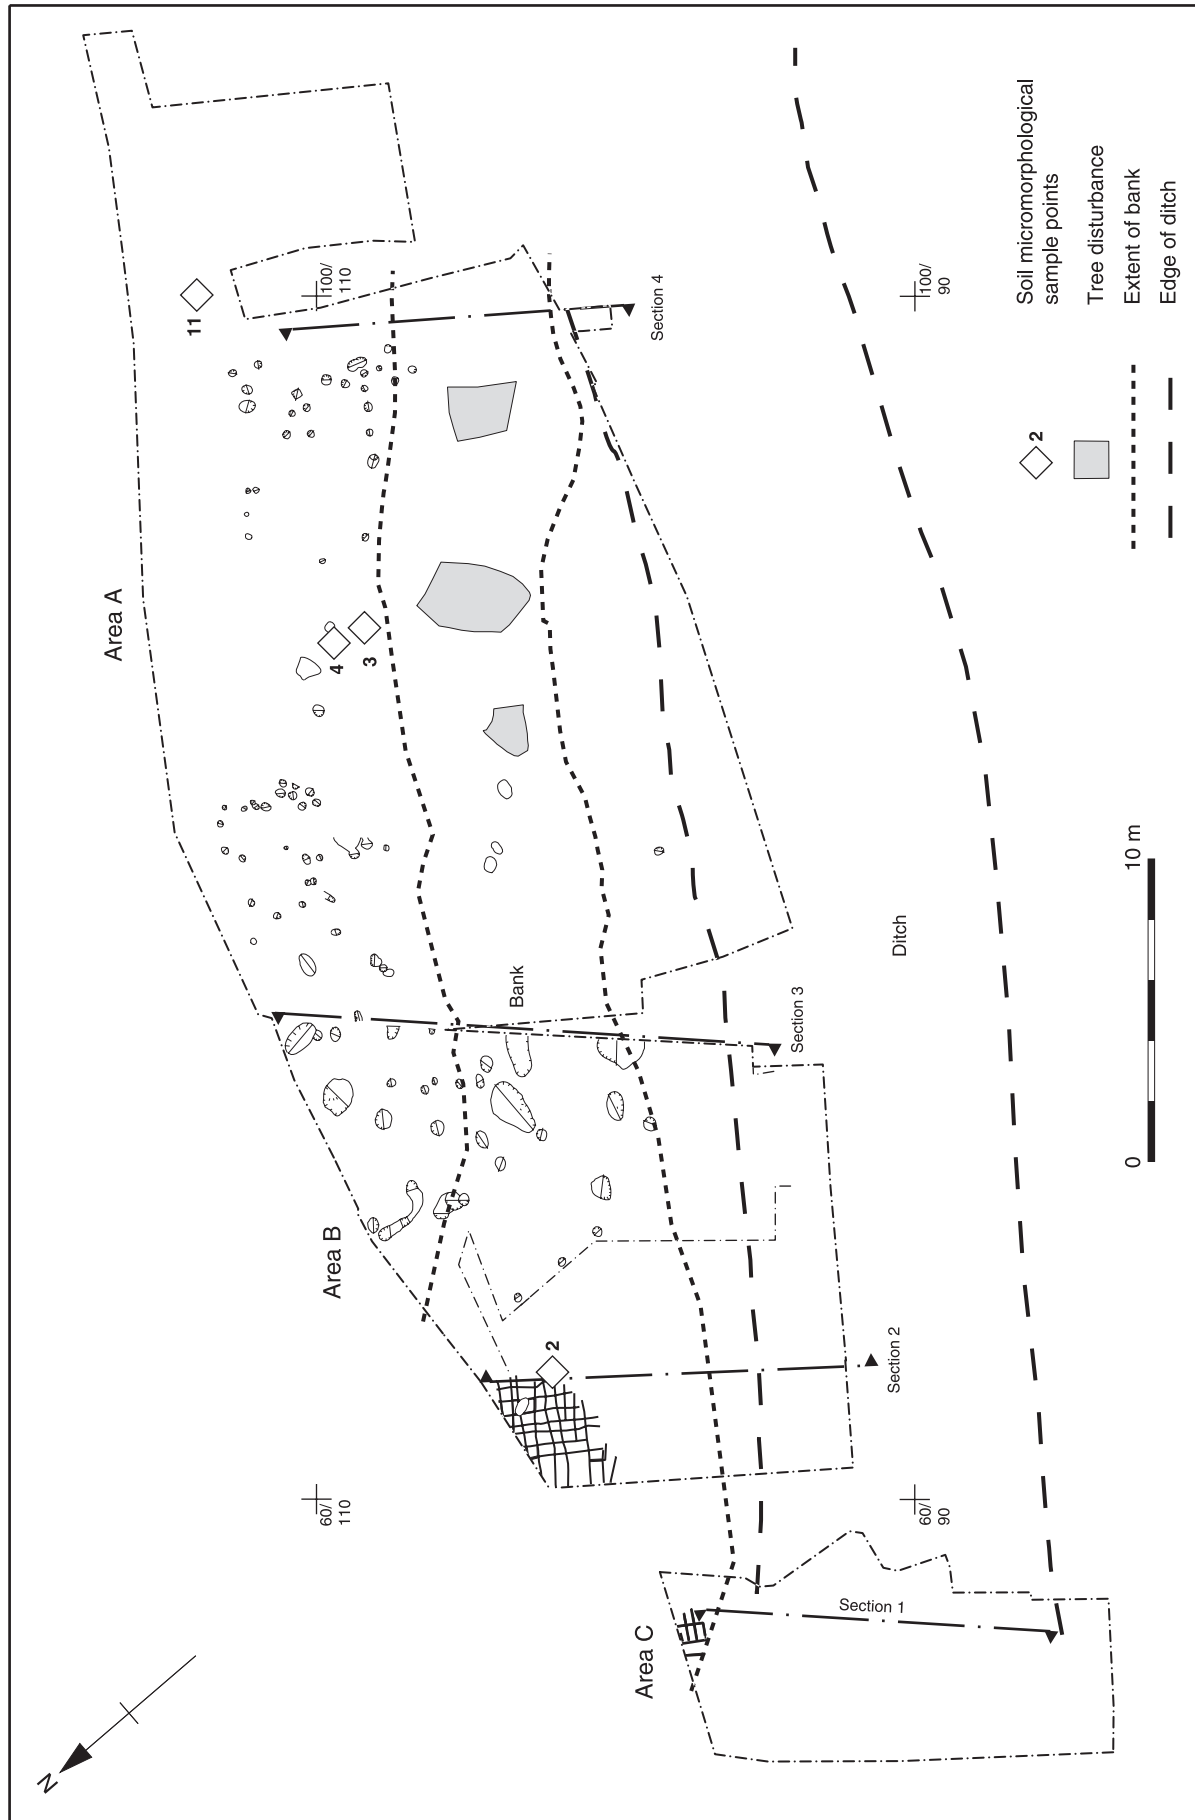 Area A
Area B
Area C
11
4
3
2
100/
110
100/
90
60/
110
60/
90
Section 4
Section 3
Section 2
Section 1
Bank
Ditch
N
0
10 m
2
Soil micromorphological
sample points
Tree disturbance
Extent of bank
Edge of ditch